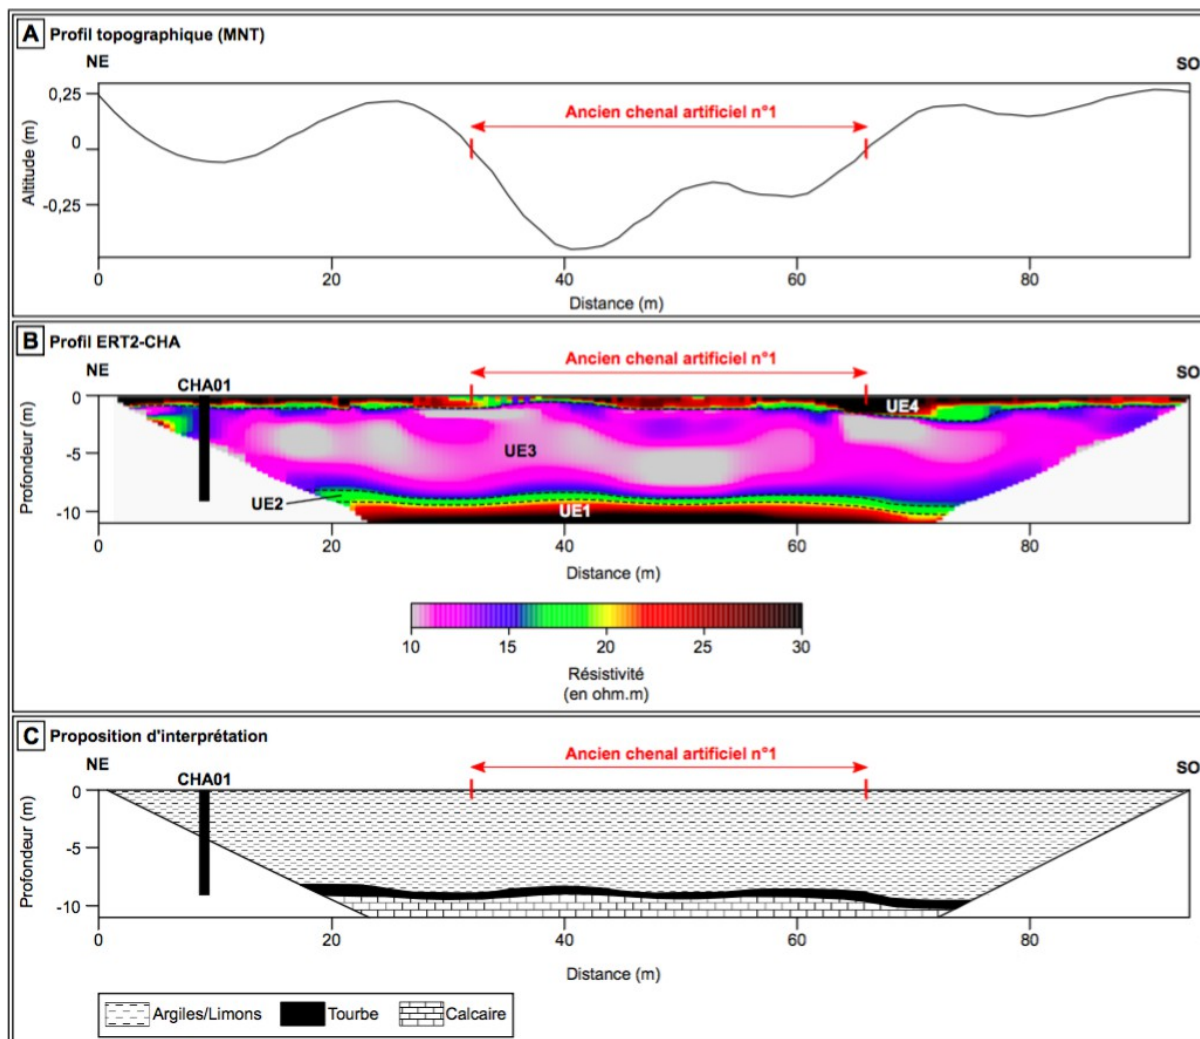 A Profil topographique (MNT)
NE
SO
0,25
Ancien chenal artificiel n°1
0
-0,25
Altitude (m)
0 20 40 60 80
Distance (m)
B Profil ERT2-CHA
NE
Ancien chenal artificiel n°1
SO
CHA01
0
UE4
-5
UE3
UE2
-10
UE1
Profondeur (m)
0 20 40 60 80
Distance (m)
10 15 20 25 30
Résistivité
(en ohm.m)
C Proposition d'interprétation
NE
Ancien chenal artificiel n°1
SO
CHA01
0
-5
-10
Profondeur (m)
0 20 40 60 80
Distance (m)
Argiles/Limons Tourbe Calcaire